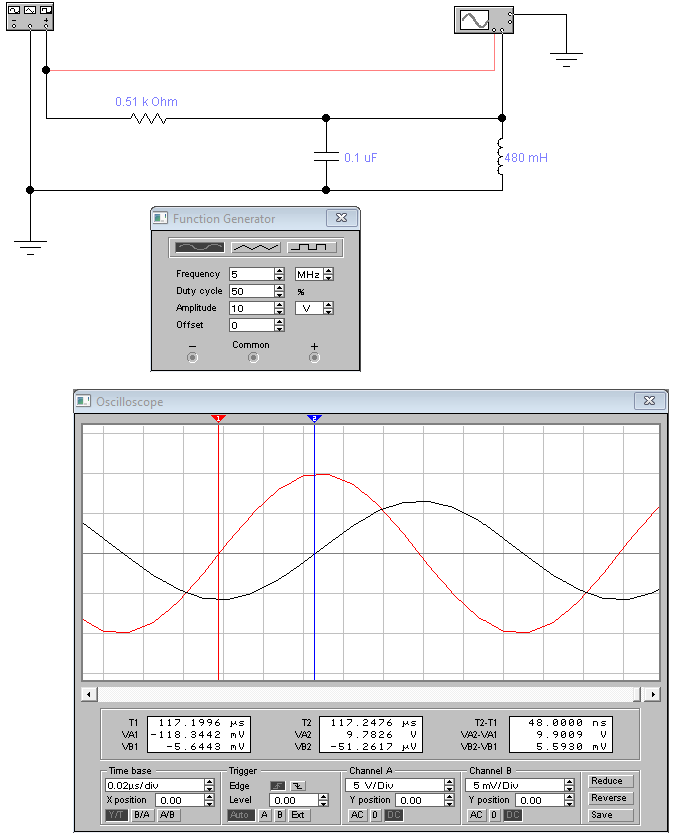 − +
0.51 k Ohm
0.1 uF
480 mH
Function Generator
Frequency 5 MHz
Duty cycle 50 %
Amplitude 10 V
Offset 0
− Common +
Oscilloscope
1 2
T1 117.1996 µs T2 117.2476 µs T2-T1 48.0000 ns
VA1 -118.3442 mV VA2 9.7826 V VA2-VA1 9.9009 V
VB1 -5.6443 mV VB2 -51.2617 µV VB2-VB1 5.5930 mV
Time base Trigger Channel A Channel B
0.02µs/div Edge 5 V/Div 5 mV/Div Reduce
X position 0.00 Level 0.00 Y position 0.00 Y position 0.00 Reverse
Y/T B/A A/B Auto A B Ext AC 0 DC AC 0 DC Save